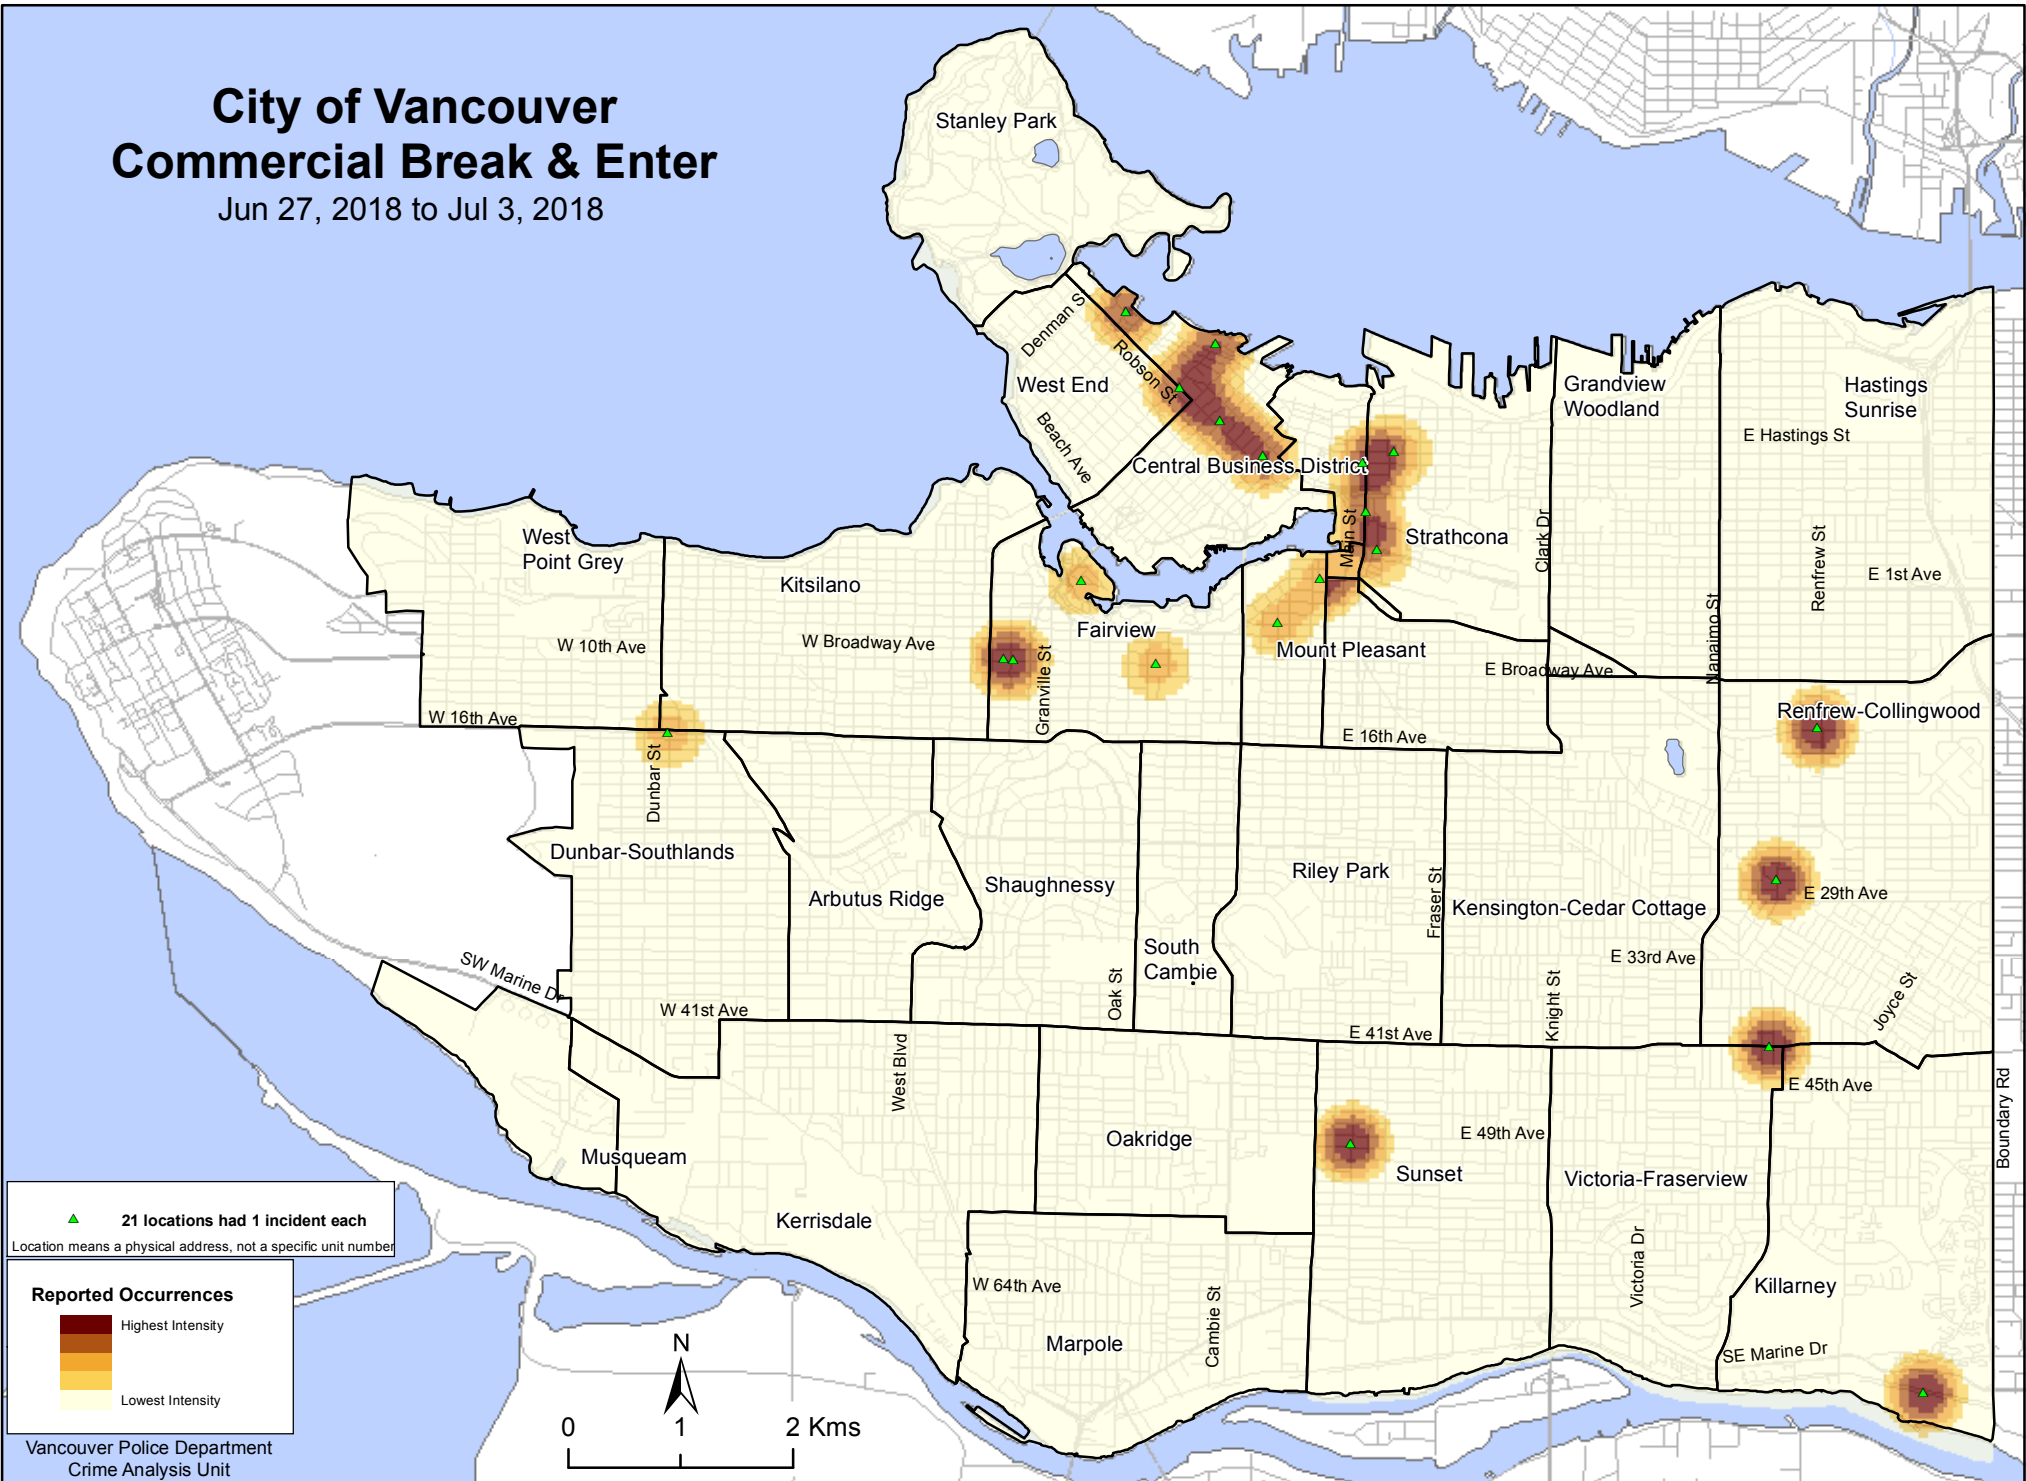 City of Vancouver
Commercial Break & Enter
Jun 27, 2018 to Jul 3, 2018
Stanley Park
Denman S
Robson St
West End
Beach Ave
Central Business District
Grandview
Woodland
Hastings
Sunrise
E Hastings St
West
Point Grey
Kitsilano
Main St
Strathcona
Clark Dr
Renfrew St
E 1st Ave
Nanaimo St
W 10th Ave
W Broadway Ave
Fairview
Granville St
Mount Pleasant
E Broadway Ave
W 16th Ave
E 16th Ave
Renfrew-Collingwood
Dunbar St
Dunbar-Southlands
Arbutus Ridge
Shaughnessy
Riley Park
Fraser St
Kensington-Cedar Cottage
E 29th Ave
South
Cambie
E 33rd Ave
SW Marine Dr
W 41st Ave
Oak St
Knight St
Joyce St
E 41st Ave
West Blvd
E 45th Ave
Boundary Rd
Oakridge
E 49th Ave
Musqueam
Sunset
Victoria-Fraserview
Kerrisdale
Victoria Dr
W 64th Ave
Cambie St
Killarney
Marpole
SE Marine Dr
21 locations had 1 incident each
Location means a physical address, not a specific unit number
Reported Occurrences
Highest Intensity
Lowest Intensity
N
0 1 2 Kms
Vancouver Police Department
Crime Analysis Unit